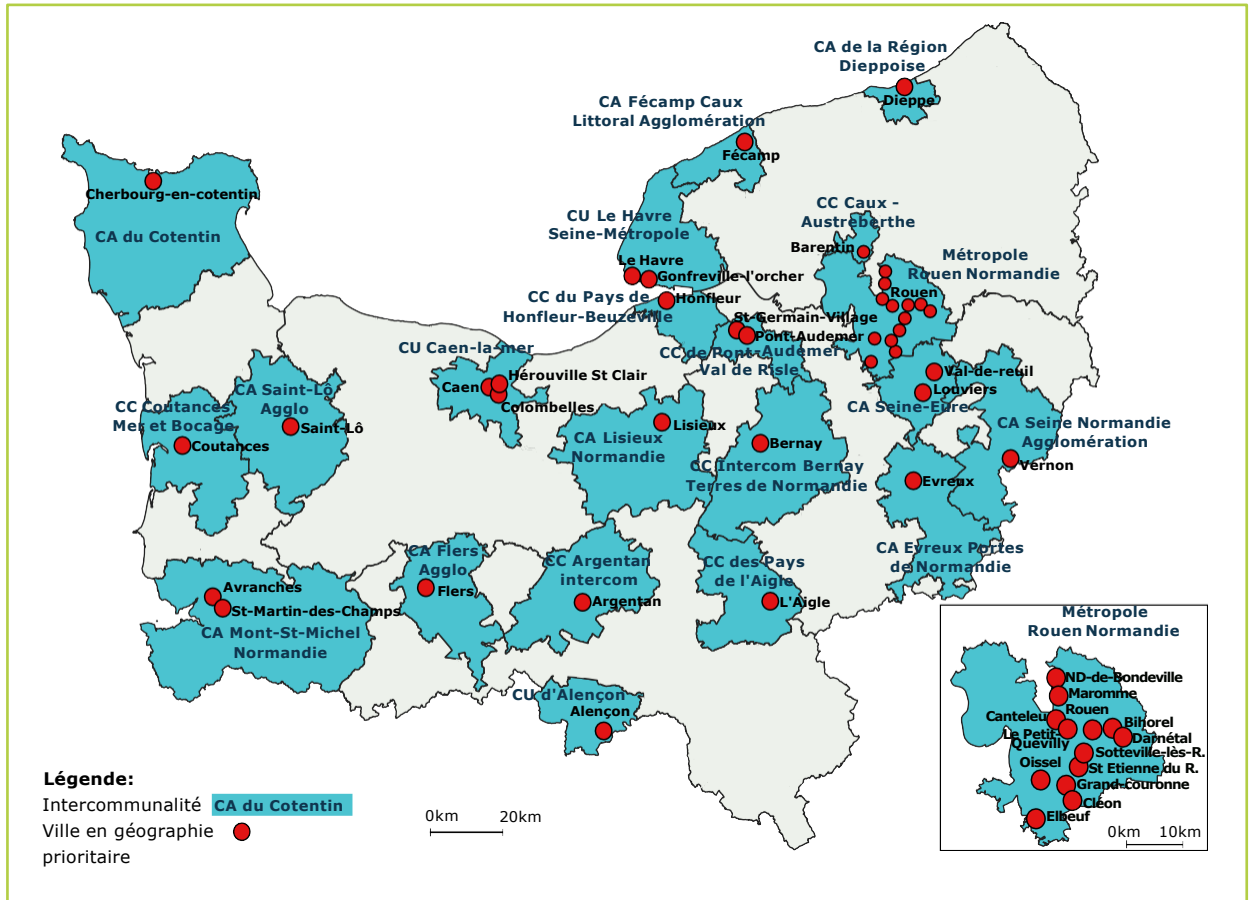 CA de la Région
Dieppoise
Dieppe
CA Fécamp Caux
Littoral Agglomération
Fécamp
Cherbourg-en-cotentin
CA du Cotentin
CU Le Havre
Seine-Métropole
Le Havre
Gonfreville-l'orcher
CC Caux -
Austreberthe
Barentin
Métropole
Rouen Normandie
Rouen
CC du Pays de
Honfleur-Beuzeville
Honfleur
St-Germain-Village
Pont-Audemer
CC de Pont-Audemer
Val de Risle
CU Caen-la-mer
Hérouville St Clair
Caen
Colombelles
Val-de-reuil
Louviers
CA Seine-Eure
CA Saint-Lô
Agglo
Saint-Lô
CC Coutances
Mer et Bocage
Coutances
Lisieux
CA Lisieux
Normandie
Bernay
CC Intercom Bernay
Terres de Normandie
CA Seine Normandie
Agglomération
Vernon
Evreux
CA Evreux Portes
de Normandie
Avranches
St-Martin-des-Champs
CA Mont-St-Michel
Normandie
CA Flers
Agglo
Flers
CC Argentan
intercom
Argentan
CC des Pays
de l'Aigle
L'Aigle
CU d'Alençon
Alençon
Métropole
Rouen Normandie
ND-de-Bondeville
Maromme
Rouen
Canteleu
Bihorel
Le Petit-
Quevilly
Darnétal
Sotteville-lès-R.
Oissel
St Etienne du R.
Grand-couronne
Cléon
Elbeuf
0km 10km
Légende:
Intercommunalité CA du Cotentin
Ville en géographie
prioritaire
0km 20km